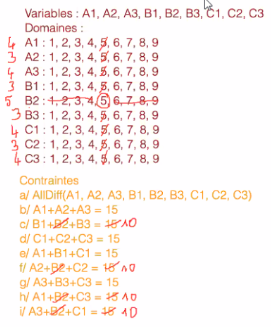 Variables : A1, A2, A3, B1, B2, B3, C1, C2, C3
Domaines :
4 A1 : 1, 2, 3, 4, 5, 6, 7, 8, 9
3 A2 : 1, 2, 3, 4, 5, 6, 7, 8, 9
4 A3 : 1, 2, 3, 4, 5, 6, 7, 8, 9
3 B1 : 1, 2, 3, 4, 5, 6, 7, 8, 9
5 B2 : 1, 2, 3, 4, 5, 6, 7, 8, 9
3 B3 : 1, 2, 3, 4, 5, 6, 7, 8, 9
4 C1 : 1, 2, 3, 4, 5, 6, 7, 8, 9
3 C2 : 1, 2, 3, 4, 5, 6, 7, 8, 9
4 C3 : 1, 2, 3, 4, 5, 6, 7, 8, 9
Contraintes
a/ AllDiff(A1, A2, A3, B1, B2, B3, C1, C2, C3)
b/ A1+A2+A3 = 15
c/ B1+B2+B3 = 15 10
d/ C1+C2+C3 = 15
e/ A1+B1+C1 = 15
f/ A2+B2+C2 = 15 10
g/ A3+B3+C3 = 15
h/ A1+B2+C3 = 15 10
i/ A3+B2+C1 = 15 10